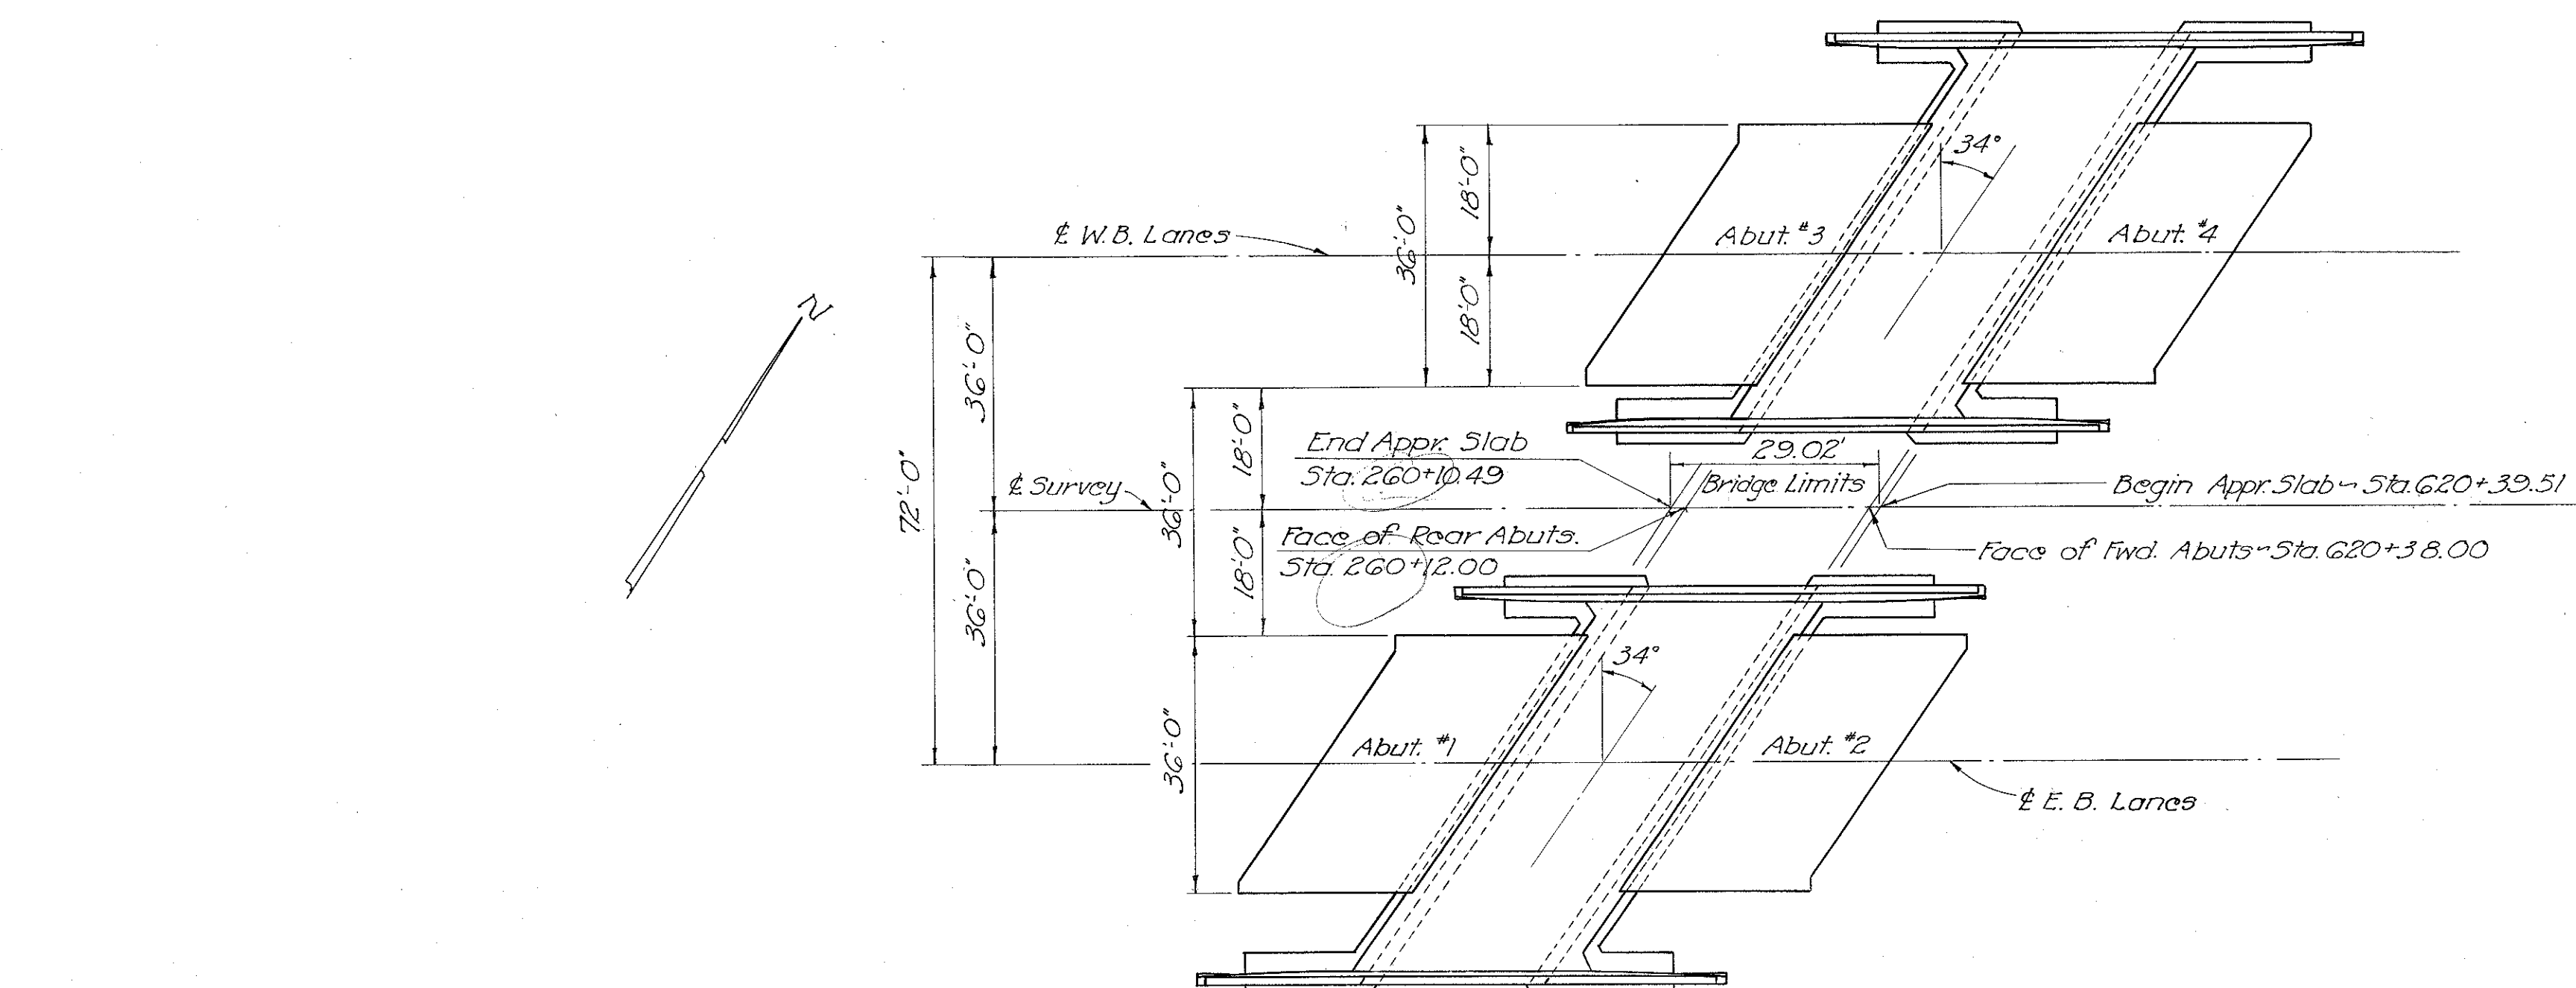 34°
Abut. #3
Abut. #4
℄ W.B. Lanes
36'-0"
18'-0"
18'-0"
N
72'-0"
36'-0"
36'-0"
36'-0"
18'-0"
18'-0"
End Appr. Slab
Sta. 260+10.49
29.02'
Bridge Limits
Begin Appr. Slab ~ Sta. 620+39.51
℄ Survey
Face of Rear Abuts.
Sta. 260+12.00
Face of Fwd. Abuts ~ Sta. 620+38.00
36'-0"
34°
Abut. #1
Abut. #2
℄ E. B. Lanes